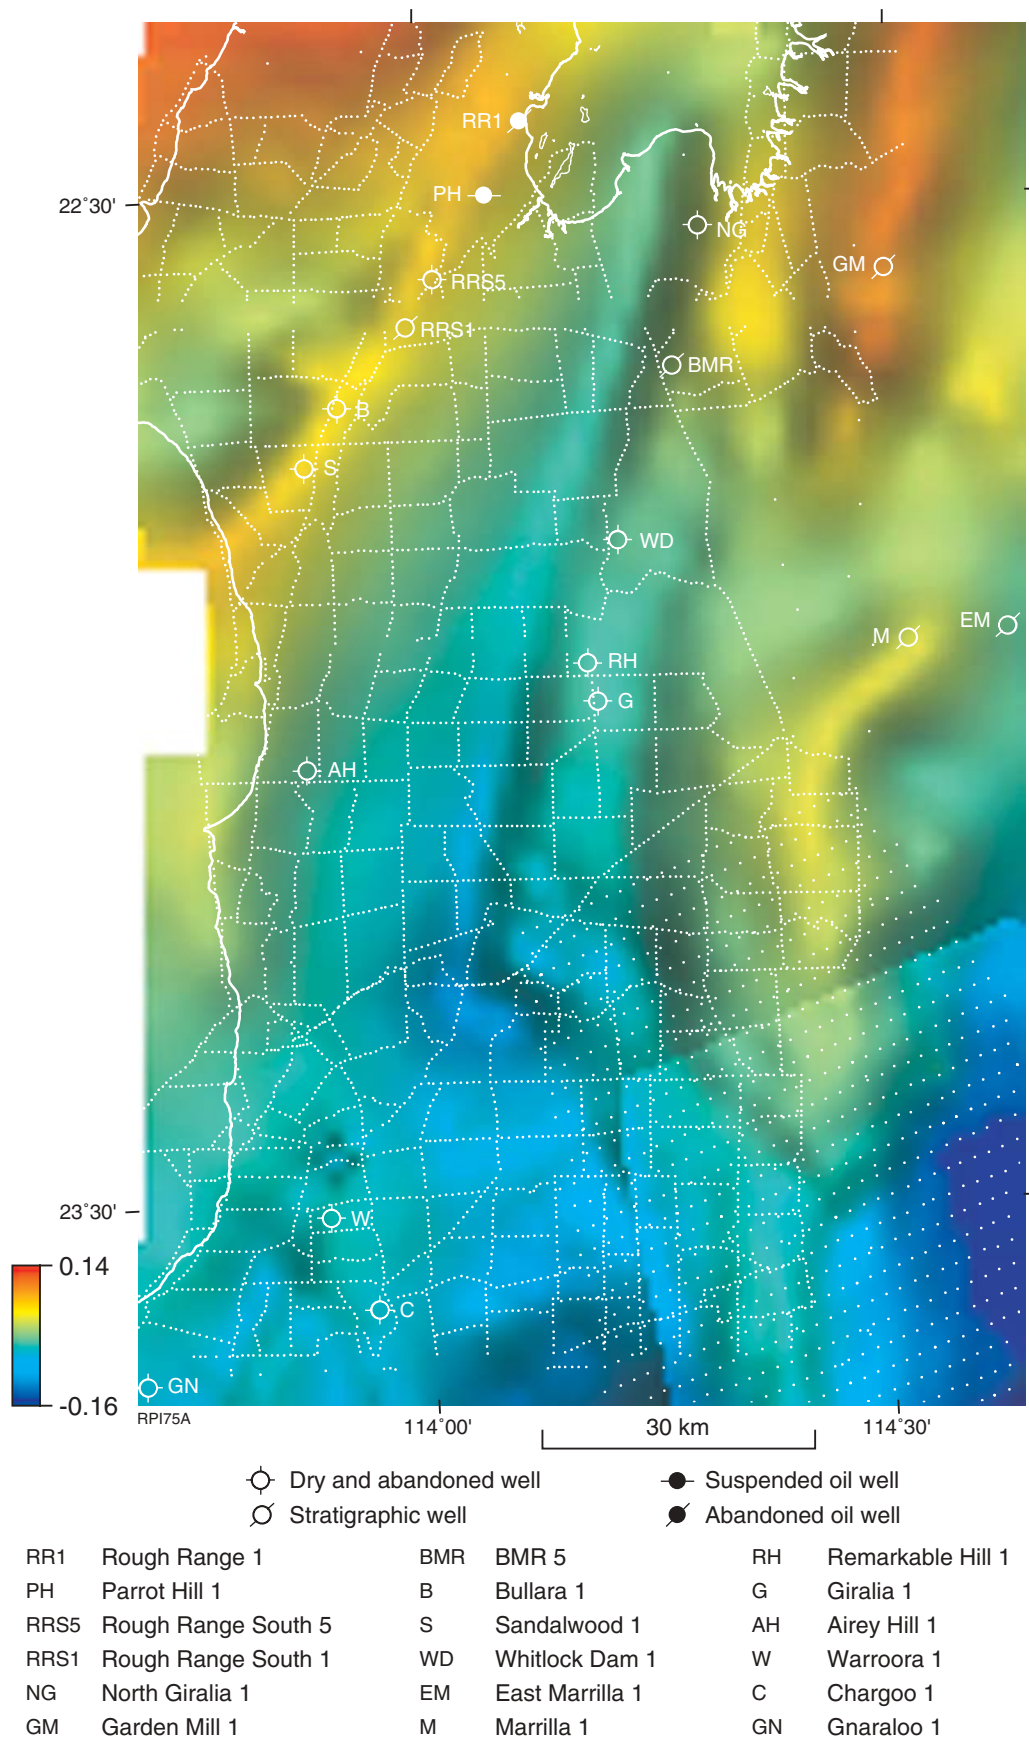 RR1
PH
22°30'
NG
GM
RRS5
RRS1
BMR
B
S
WD
EM
M
RH
G
AH
23°30'
W
0.14
C
GN
-0.16
RPI75A
114°00'
30 km
114°30'
Dry and abandoned well
Suspended oil well
Stratigraphic well
Abandoned oil well
RR1 Rough Range 1 BMR BMR 5 RH Remarkable Hill 1
PH Parrot Hill 1 B Bullara 1 G Giralia 1
RRS5 Rough Range South 5 S Sandalwood 1 AH Airey Hill 1
RRS1 Rough Range South 1 WD Whitlock Dam 1 W Warroora 1
NG North Giralia 1 EM East Marrilla 1 C Chargoo 1
GM Garden Mill 1 M Marrilla 1 GN Gnaraloo 1